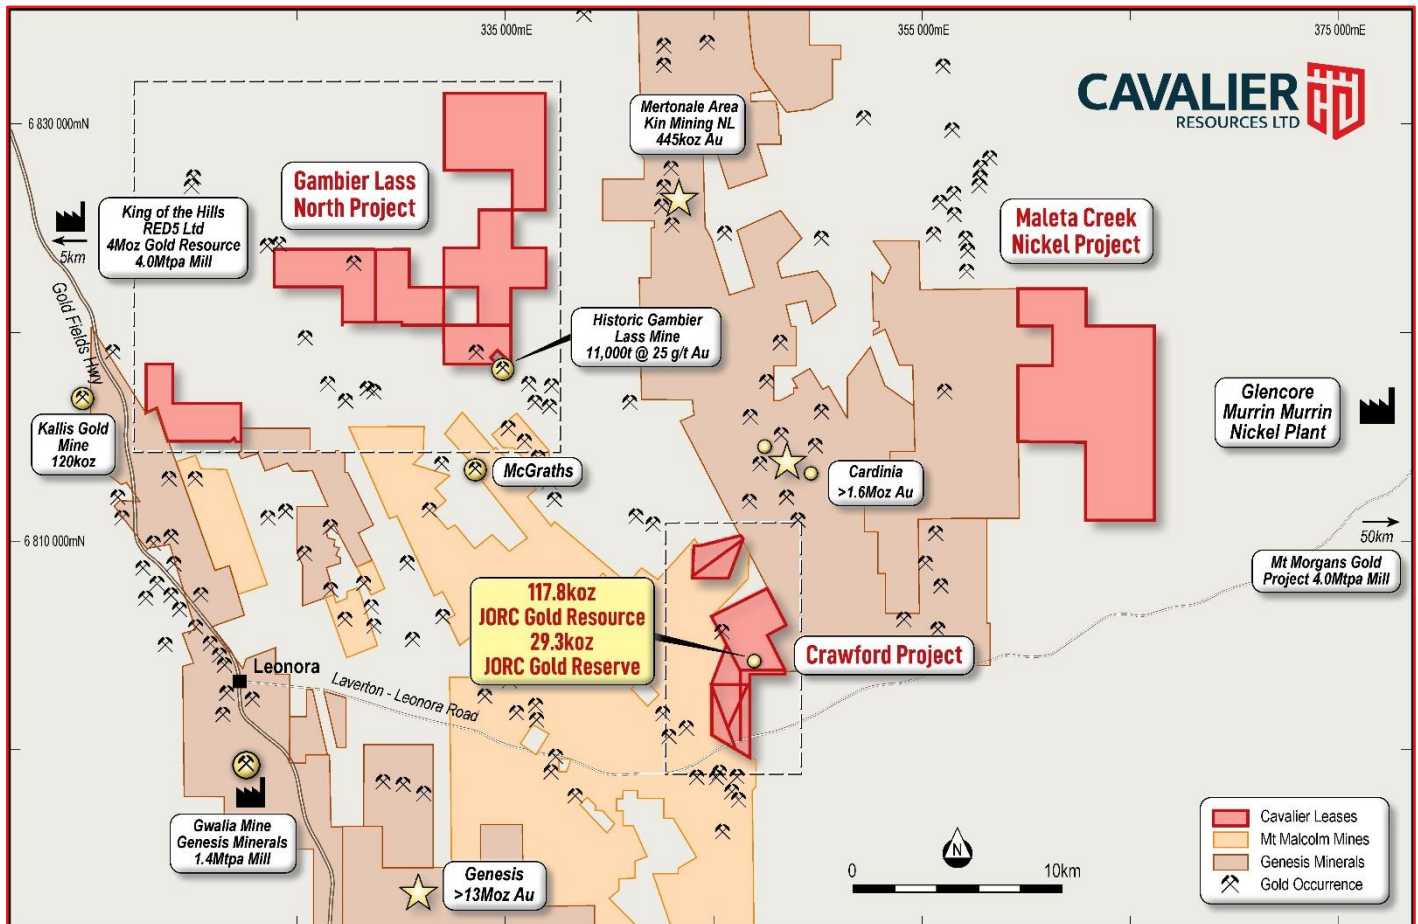 335 000mE
355 000mE
375 000mE
CAVALIER
RESOURCES LTD
6 830 000mN
Mertonale Area
Kin Mining NL
445koz Au
Gambier Lass
North Project
King of the Hills
RED5 Ltd
4Moz Gold Resource
4.0Mtpa Mill
5km
Maleta Creek
Nickel Project
Gold Fields Hwy
Historic Gambier
Lass Mine
11,000t @ 25 g/t Au
Glencore
Murrin Murrin
Nickel Plant
Kallis Gold
Mine
120koz
McGraths
Cardinia
>1.6Moz Au
6 810 000mN
50km
Mt Morgans Gold
Project 4.0Mtpa Mill
117.8koz
JORC Gold Resource
29.3koz
JORC Gold Reserve
Crawford Project
Leonora
Laverton - Leonora Road
Gwalia Mine
Genesis Minerals
1.4Mtpa Mill
Genesis
>13Moz Au
N
0
10km
Cavalier Leases
Mt Malcolm Mines
Genesis Minerals
Gold Occurrence